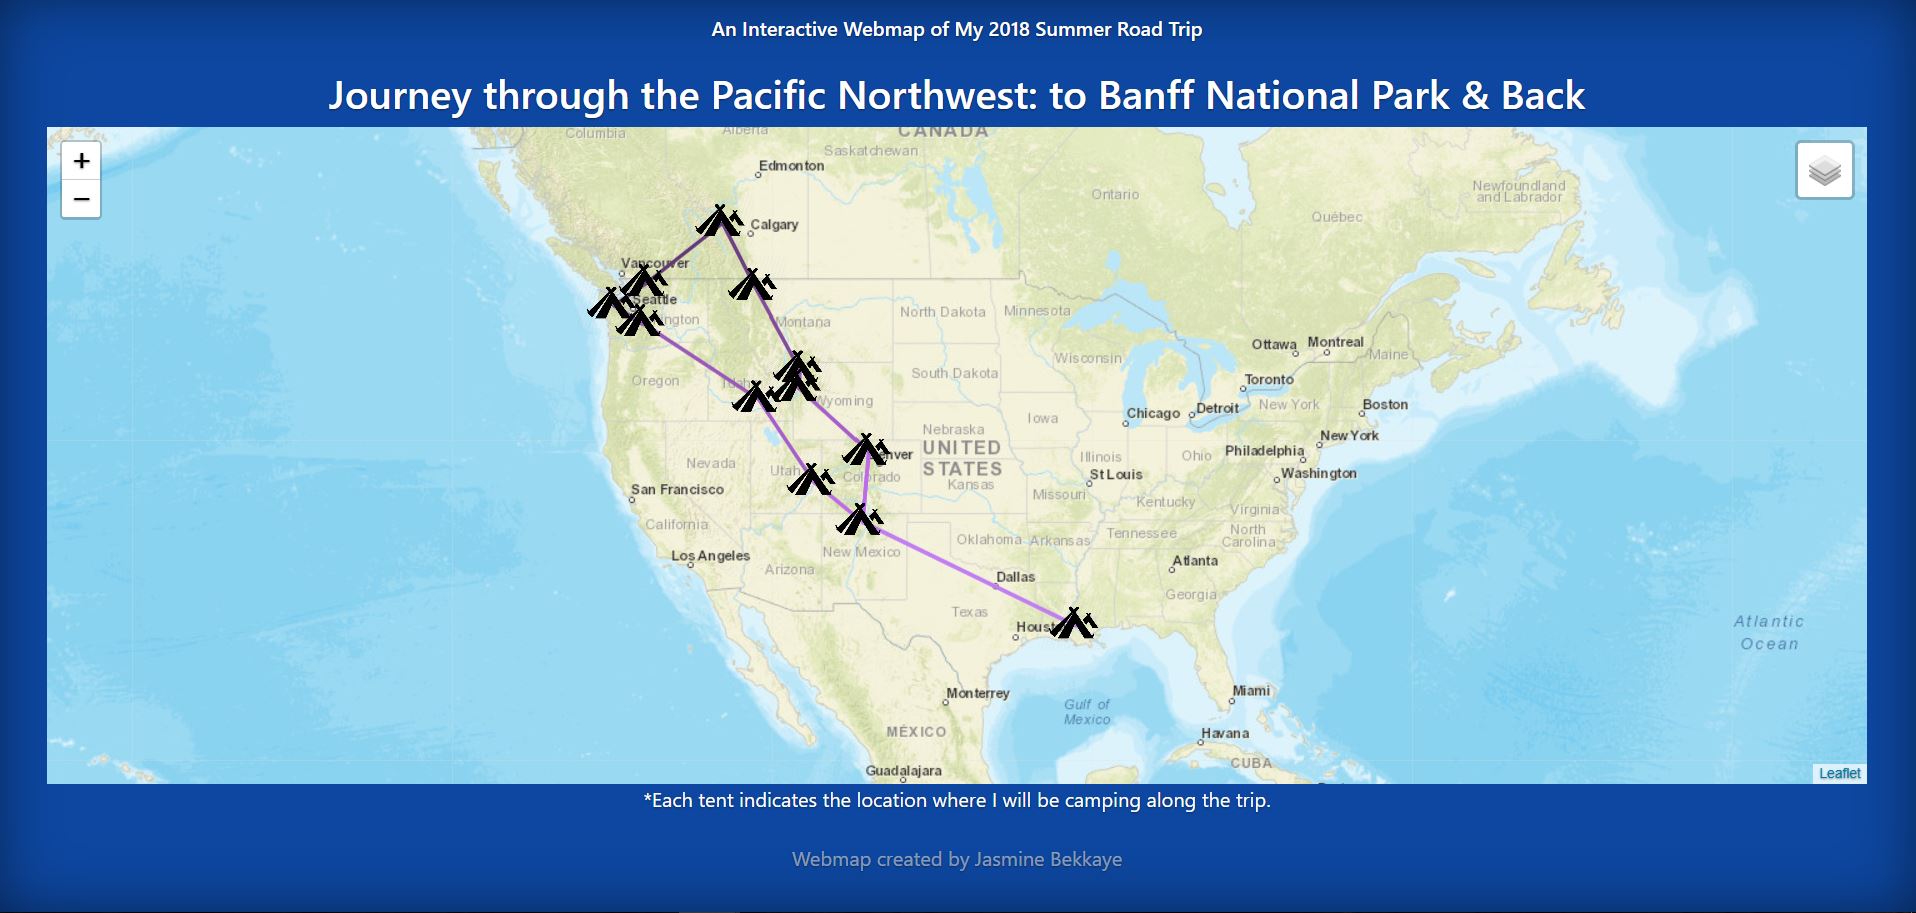 An Interactive Webmap of My 2018 Summer Road Trip
Journey through the Pacific Northwest: to Banff National Park & Back
+
−
Columbia
Alberta
CANADA
Saskatchewan
Edmonton
Ontario
Newfoundland
and Labrador
Québec
Calgary
Vancouver
Seattle
North Dakota
Minnesota
Montana
Ottawa
Montreal
Maine
Wisconsin
South Dakota
Toronto
Oregon
Wyoming
Iowa
Chicago
Detroit
New York
Boston
Nebraska
New York
UNITED
STATES
Philadelphia
Illinois
Ohio
Nevada
Utah
Colorado
Kansas
St Louis
Washington
San Francisco
Missouri
Kentucky
Virginia
California
North
Carolina
Oklahoma
Arkansas
Tennessee
Los Angeles
New Mexico
Arizona
Atlanta
Dallas
Georgia
Texas
Atlantic
Ocean
Monterrey
Miami
Gulf of
Mexico
MÉXICO
Havana
CUBA
Guadalajara
Leaflet
*Each tent indicates the location where I will be camping along the trip.
Webmap created by Jasmine Bekkaye